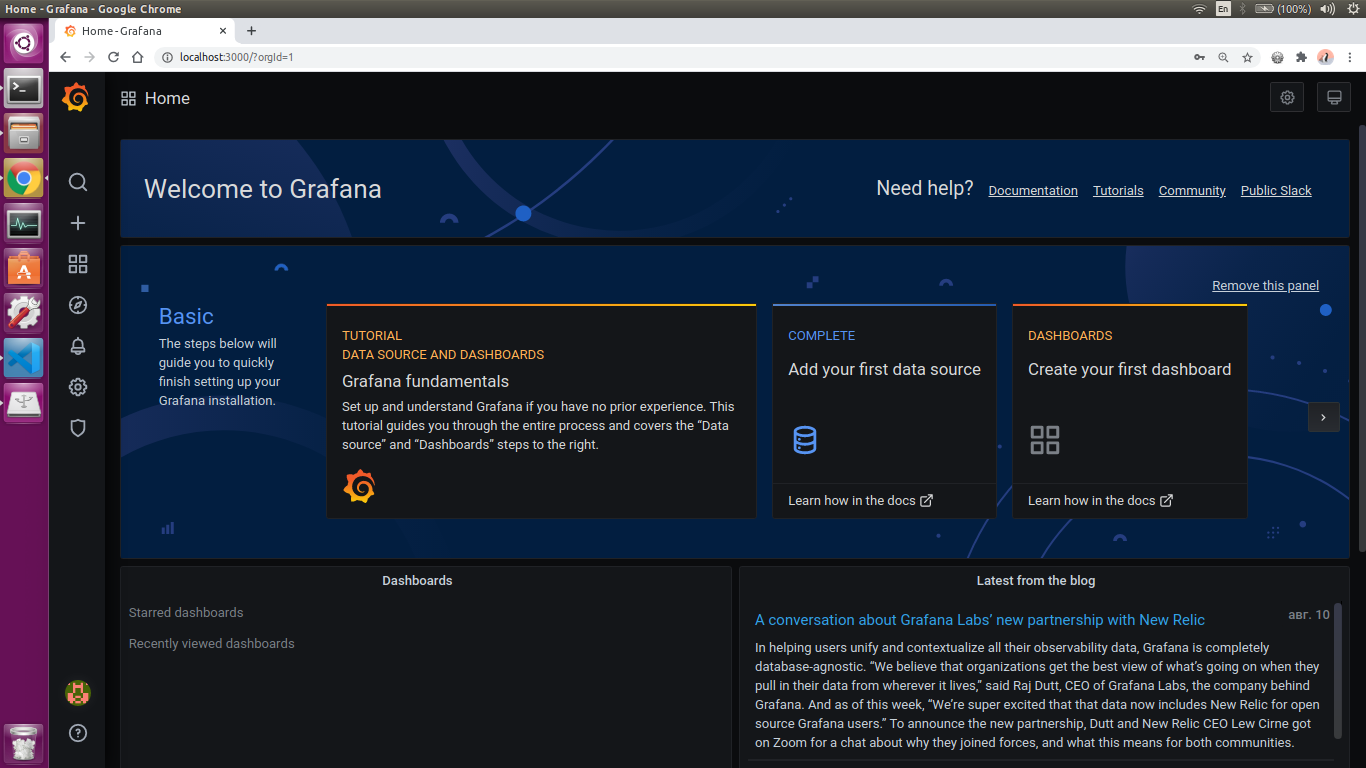 Home - Grafana - Google Chrome
En
(100%)
Home - Grafana
localhost:3000/?orgId=1
Home
Welcome to Grafana
Need help?
Documentation
Tutorials
Community
Public Slack
Remove this panel
Basic
The steps below will
guide you to quickly
finish setting up your
Grafana installation.
TUTORIAL
DATA SOURCE AND DASHBOARDS
Grafana fundamentals
Set up and understand Grafana if you have no prior experience. This
tutorial guides you through the entire process and covers the “Data
source” and “Dashboards” steps to the right.
COMPLETE
Add your first data source
Learn how in the docs
DASHBOARDS
Create your first dashboard
Learn how in the docs
Dashboards
Starred dashboards
Recently viewed dashboards
Latest from the blog
A conversation about Grafana Labs’ new partnership with New Relic
авг. 10
In helping users unify and contextualize all their observability data, Grafana is completely
database-agnostic. “We believe that organizations get the best view of what’s going on when they
pull in their data from wherever it lives,” said Raj Dutt, CEO of Grafana Labs, the company behind
Grafana. And as of this week, “We’re super excited that that data now includes New Relic for open
source Grafana users.” To announce the new partnership, Dutt and New Relic CEO Lew Cirne got
on Zoom for a chat about why they joined forces, and what this means for both communities.